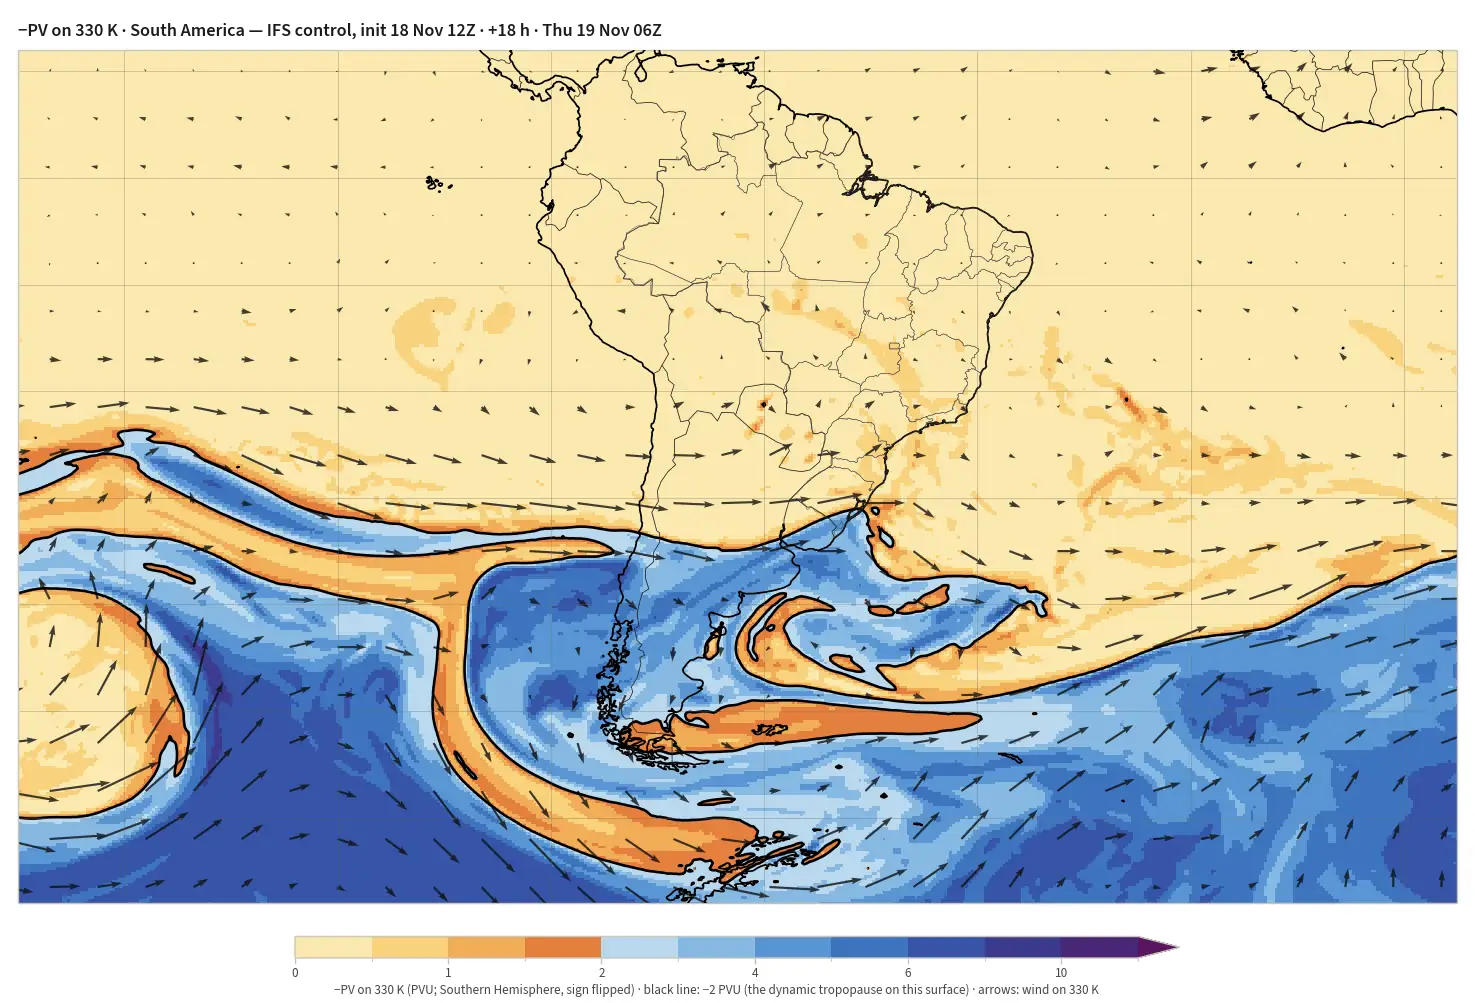 −PV on 330 K · South America — IFS control, init 18 Nov 12Z · +18 h · Thu 19 Nov 06Z
0 1 2 4 6 10
−PV on 330 K (PVU; Southern Hemisphere, sign flipped) · black line: −2 PVU (the dynamic tropopause on this surface) · arrows: wind on 330 K